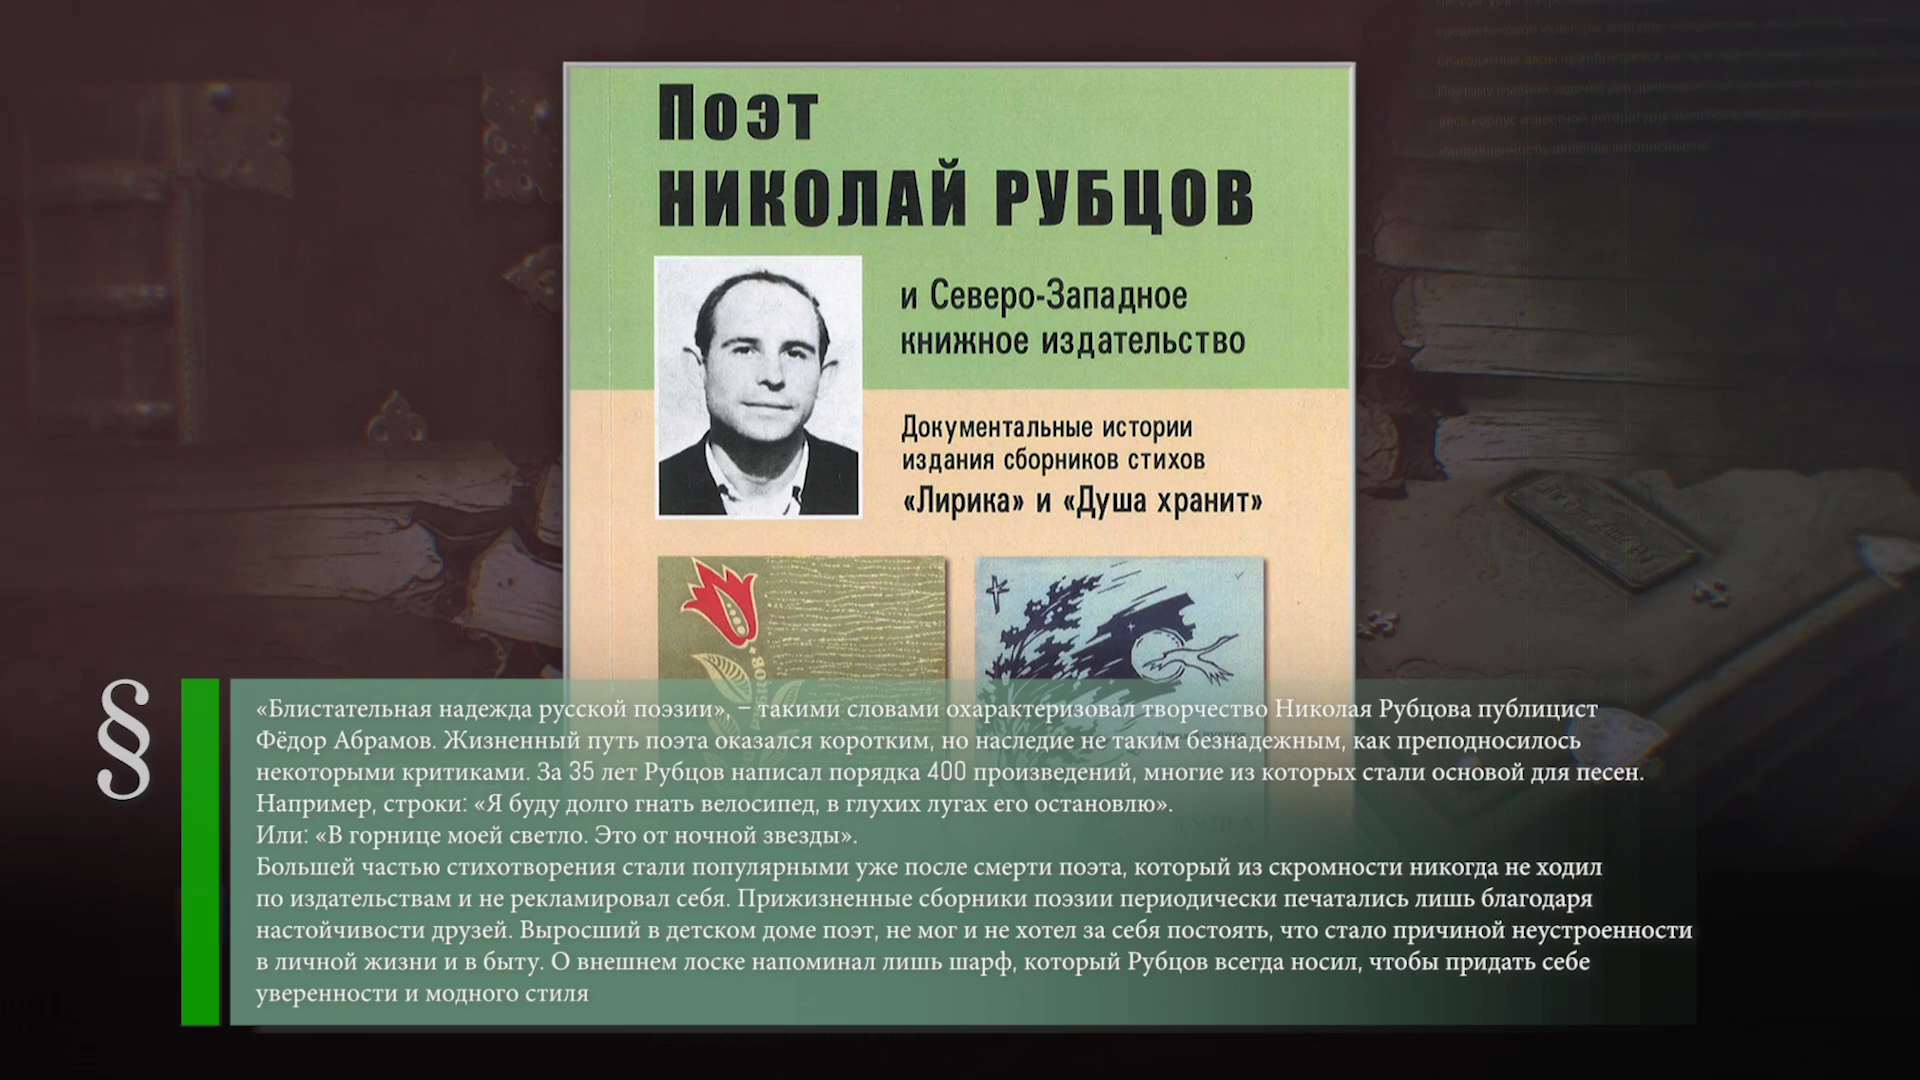 Поэт
НИКОЛАЙ РУБЦОВ
и Северо-Западное
книжное издательство
Документальные истории
издания сборников стихов
«Лирика» и «Душа хранит»
§
«Блистательная надежда русской поэзии», – такими словами охарактеризовал творчество Николая Рубцова публицист
Фёдор Абрамов. Жизненный путь поэта оказался коротким, но наследие не таким безнадежным, как преподносилось
некоторыми критиками. За 35 лет Рубцов написал порядка 400 произведений, многие из которых стали основой для песен.
Например, строки: «Я буду долго гнать велосипед, в глухих лугах его остановлю».
Или: «В горнице моей светло. Это от ночной звезды».
Большей частью стихотворения стали популярными уже после смерти поэта, который из скромности никогда не ходил
по издательствам и не рекламировал себя. Прижизненные сборники поэзии периодически печатались лишь благодаря
настойчивости друзей. Выросший в детском доме поэт, не мог и не хотел за себя постоять, что стало причиной неустроенности
в личной жизни и в быту. О внешнем лоске напоминал лишь шарф, который Рубцов всегда носил, чтобы придать себе
уверенности и модного стиля